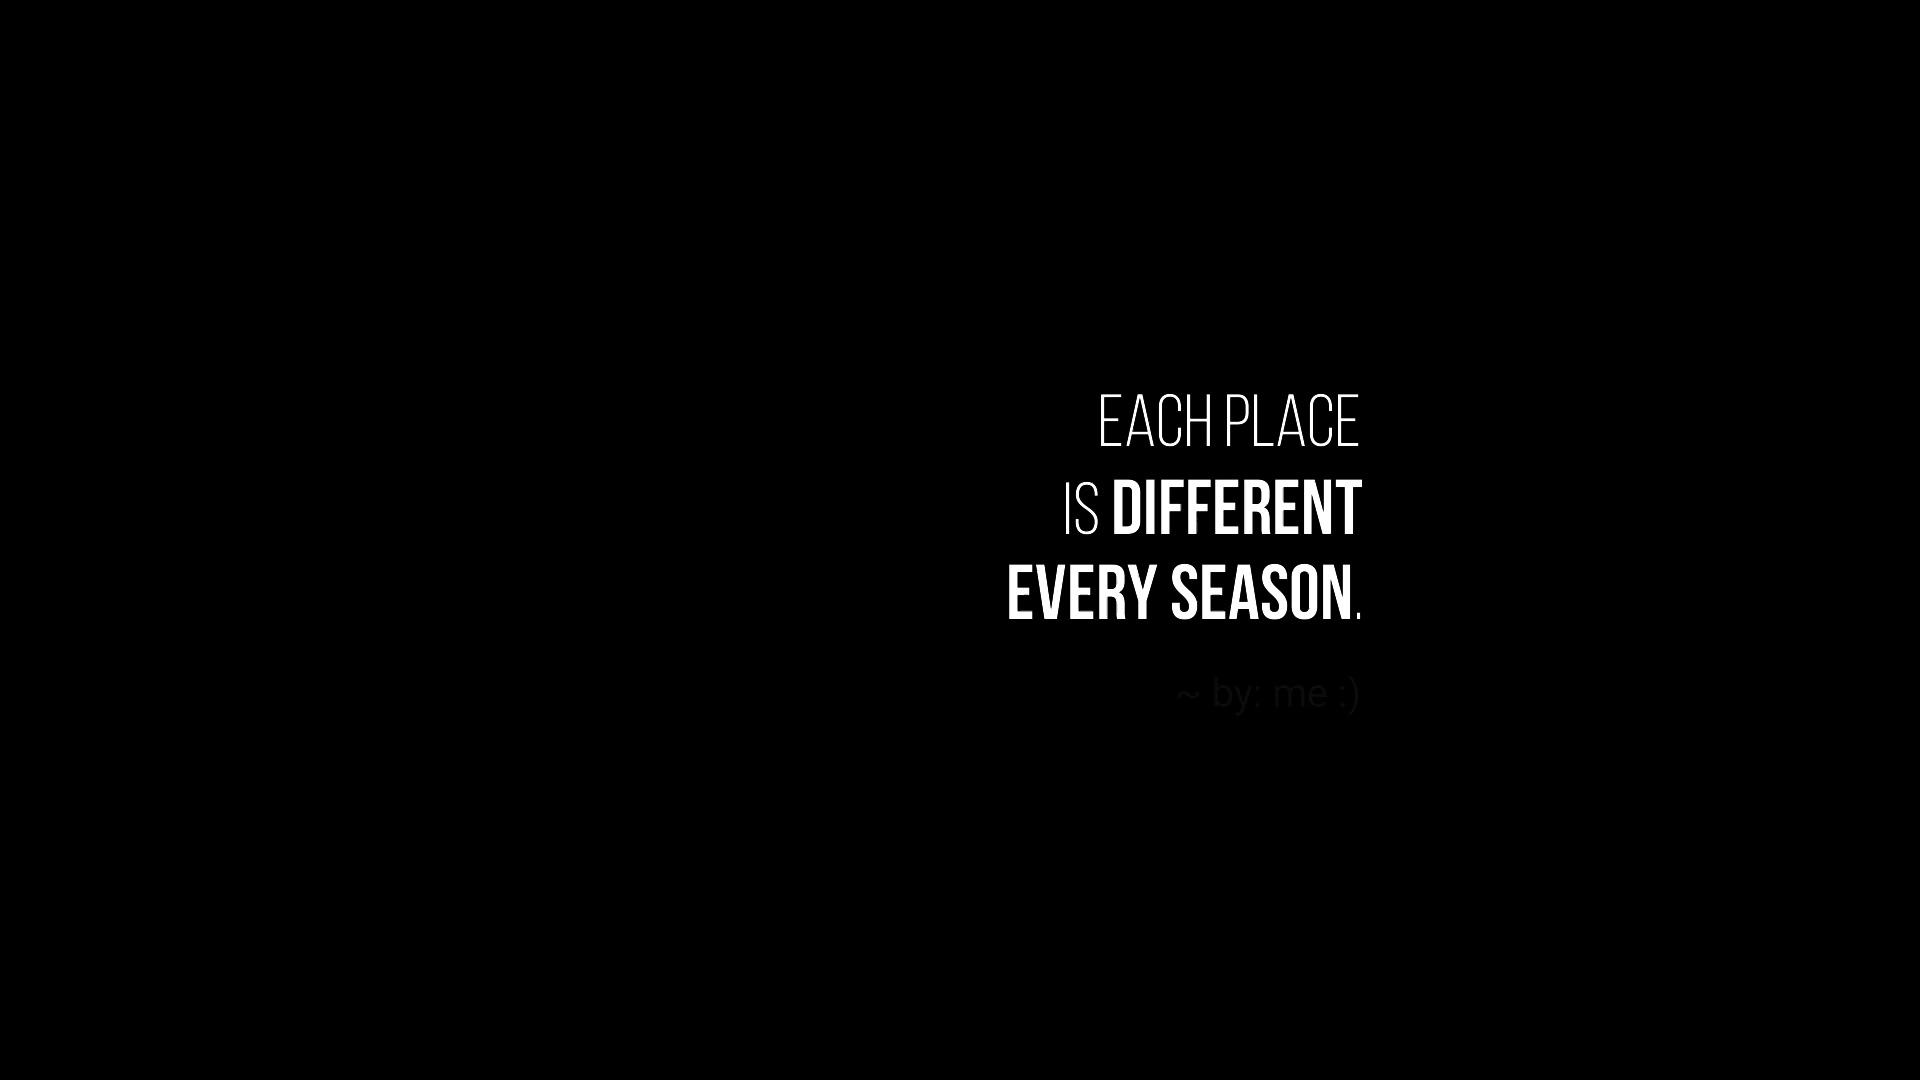 EACH PLACE
IS DIFFERENT
EVERY SEASON.
~ by: me :)